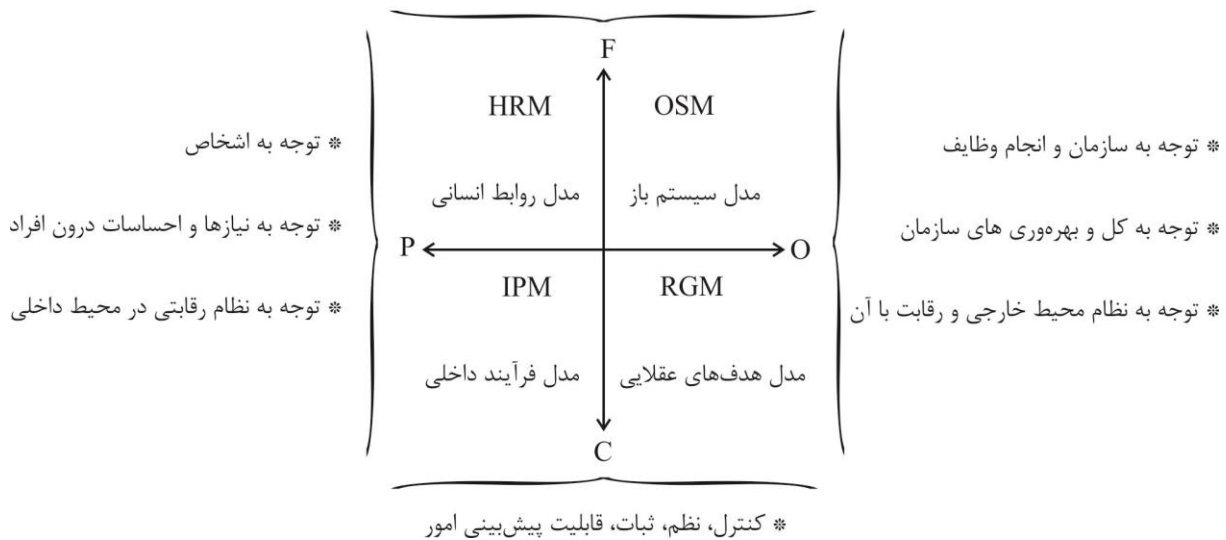 F
HRM OSM
* توجه به اشخاص
* توجه به سازمان و انجام وظایف
مدل روابط انسانی
مدل سیستم باز
* توجه به نیازها و احساسات درون افراد
* توجه به کل و بهره‌وری های سازمان
P O
IPM RGM
* توجه به نظام رقابتی در محیط داخلی
* توجه به نظام محیط خارجی و رقابت با آن
مدل فرآیند داخلی
مدل هدف‌های عقلایی
C
* کنترل، نظم، ثبات، قابلیت پیش‌بینی امور